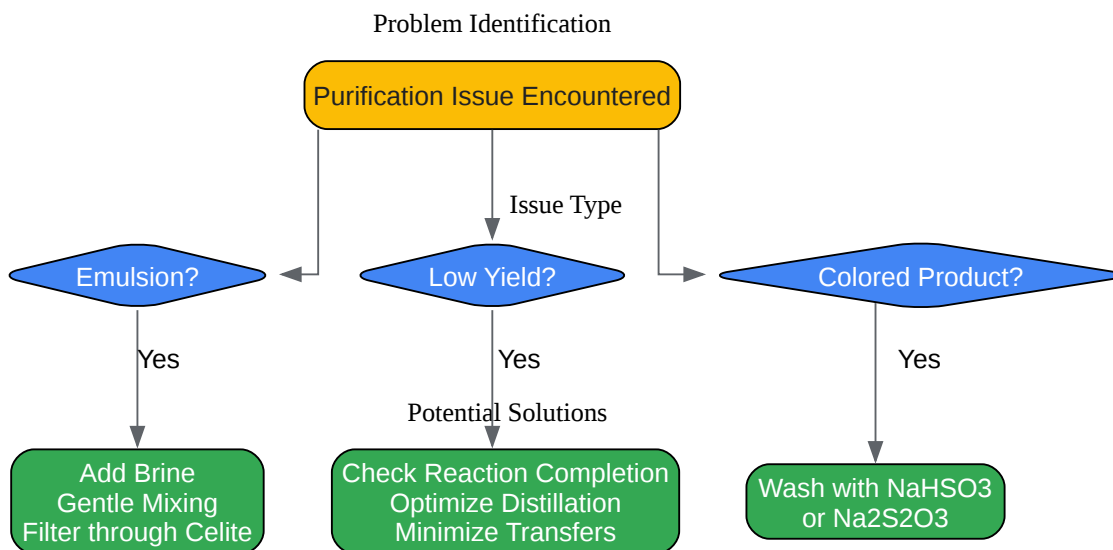 Problem Identification
Purification Issue Encountered
Issue Type
Emulsion?
Low Yield?
Colored Product?
Yes
Yes
Yes
Potential Solutions
Add Brine
Gentle Mixing
Filter through Celite
Check Reaction Completion
Optimize Distillation
Minimize Transfers
Wash with NaHSO3
or Na2S2O3